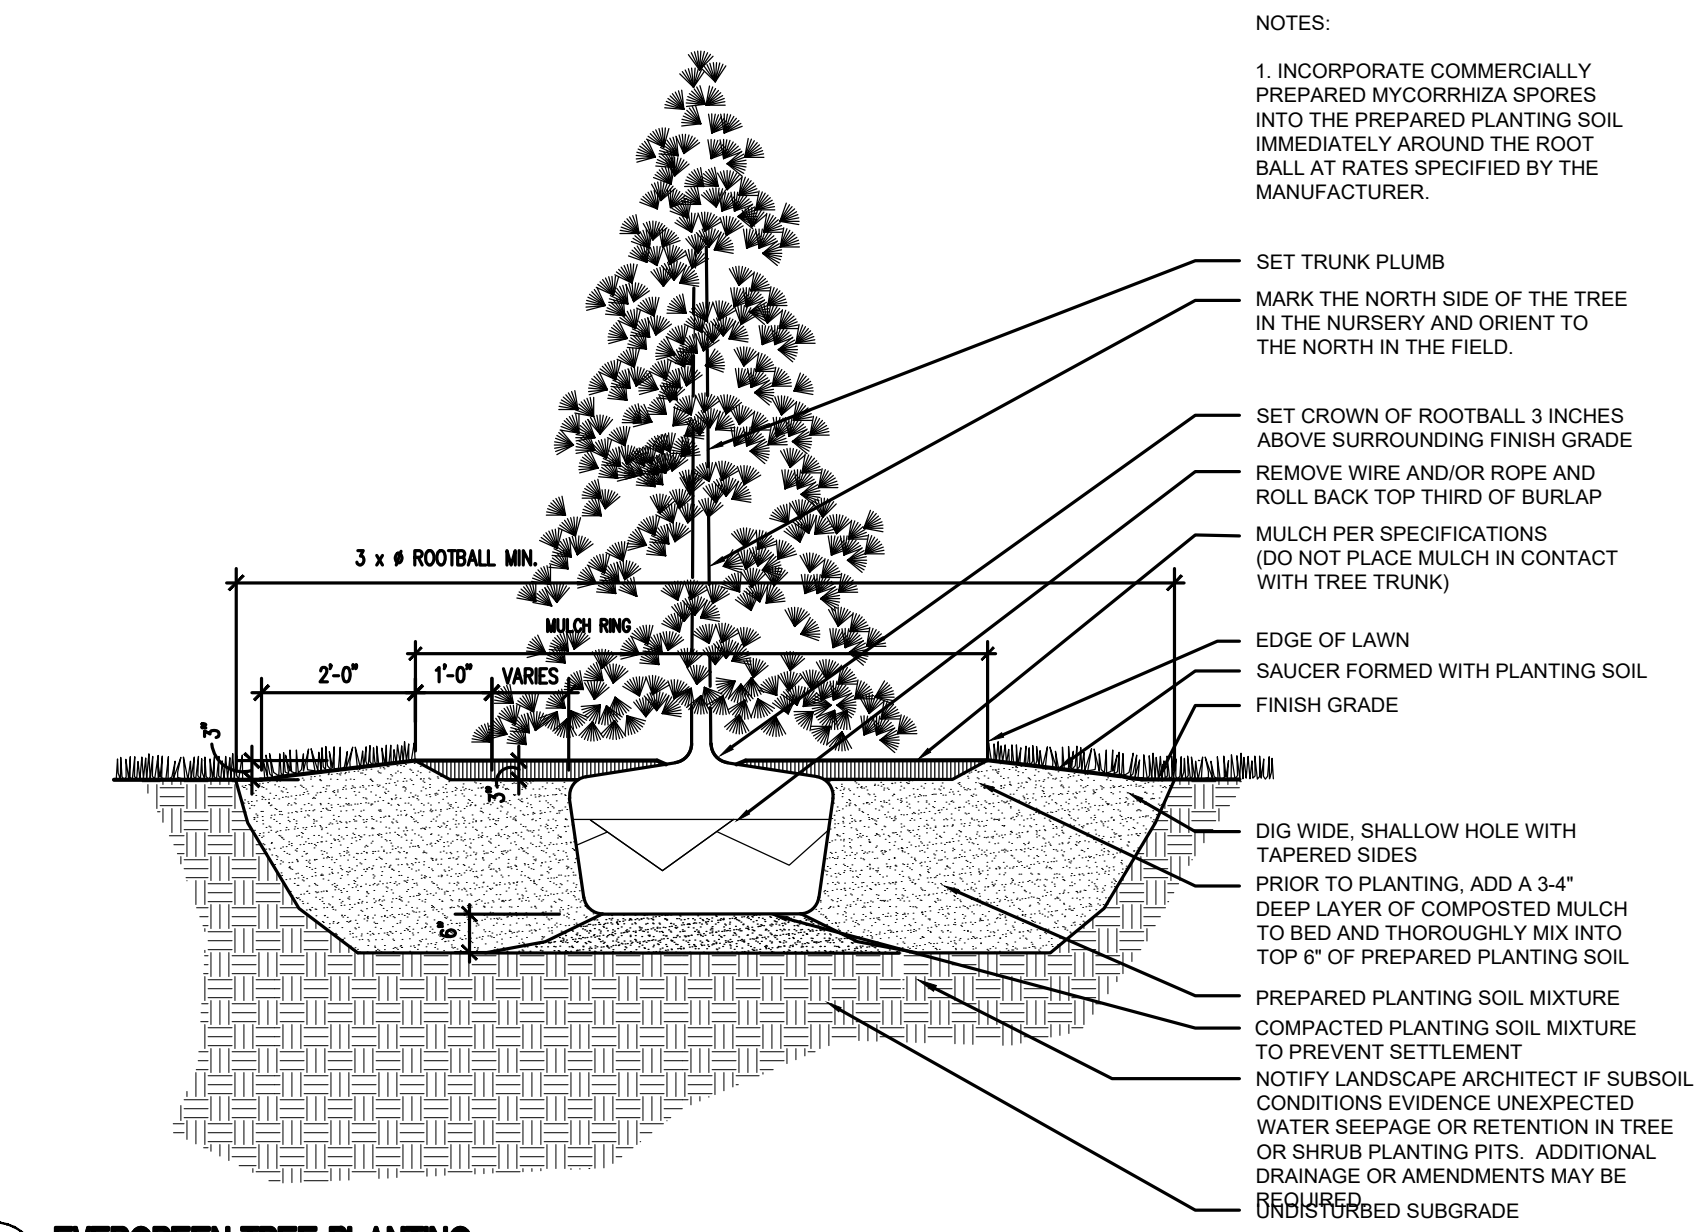 NOTES:
1. INCORPORATE COMMERCIALLY
PREPARED MYCORRHIZA SPORES
INTO THE PREPARED PLANTING SOIL
IMMEDIATELY AROUND THE ROOT
BALL AT RATES SPECIFIED BY THE
MANUFACTURER.
SET TRUNK PLUMB
MARK THE NORTH SIDE OF THE TREE
IN THE NURSERY AND ORIENT TO
THE NORTH IN THE FIELD.
SET CROWN OF ROOTBALL 3 INCHES
ABOVE SURROUNDING FINISH GRADE
REMOVE WIRE AND/OR ROPE AND
ROLL BACK TOP THIRD OF BURLAP
MULCH PER SPECIFICATIONS
(DO NOT PLACE MULCH IN CONTACT
WITH TREE TRUNK)
EDGE OF LAWN
SAUCER FORMED WITH PLANTING SOIL
FINISH GRADE
DIG WIDE, SHALLOW HOLE WITH
TAPERED SIDES
PRIOR TO PLANTING, ADD A 3-4"
DEEP LAYER OF COMPOSTED MULCH
TO BED AND THOROUGHLY MIX INTO
TOP 6" OF PREPARED PLANTING SOIL
PREPARED PLANTING SOIL MIXTURE
COMPACTED PLANTING SOIL MIXTURE
TO PREVENT SETTLEMENT
NOTIFY LANDSCAPE ARCHITECT IF SUBSOIL
CONDITIONS EVIDENCE UNEXPECTED
WATER SEEPAGE OR RETENTION IN TREE
OR SHRUB PLANTING PITS. ADDITIONAL
DRAINAGE OR AMENDMENTS MAY BE
REQUIRED.
UNDISTURBED SUBGRADE
3 x ø ROOTBALL MIN.
MULCH RING
2'-0"
1'-0"
VARIES
3"
3"
6"
EVERGREEN TREE PLANTING